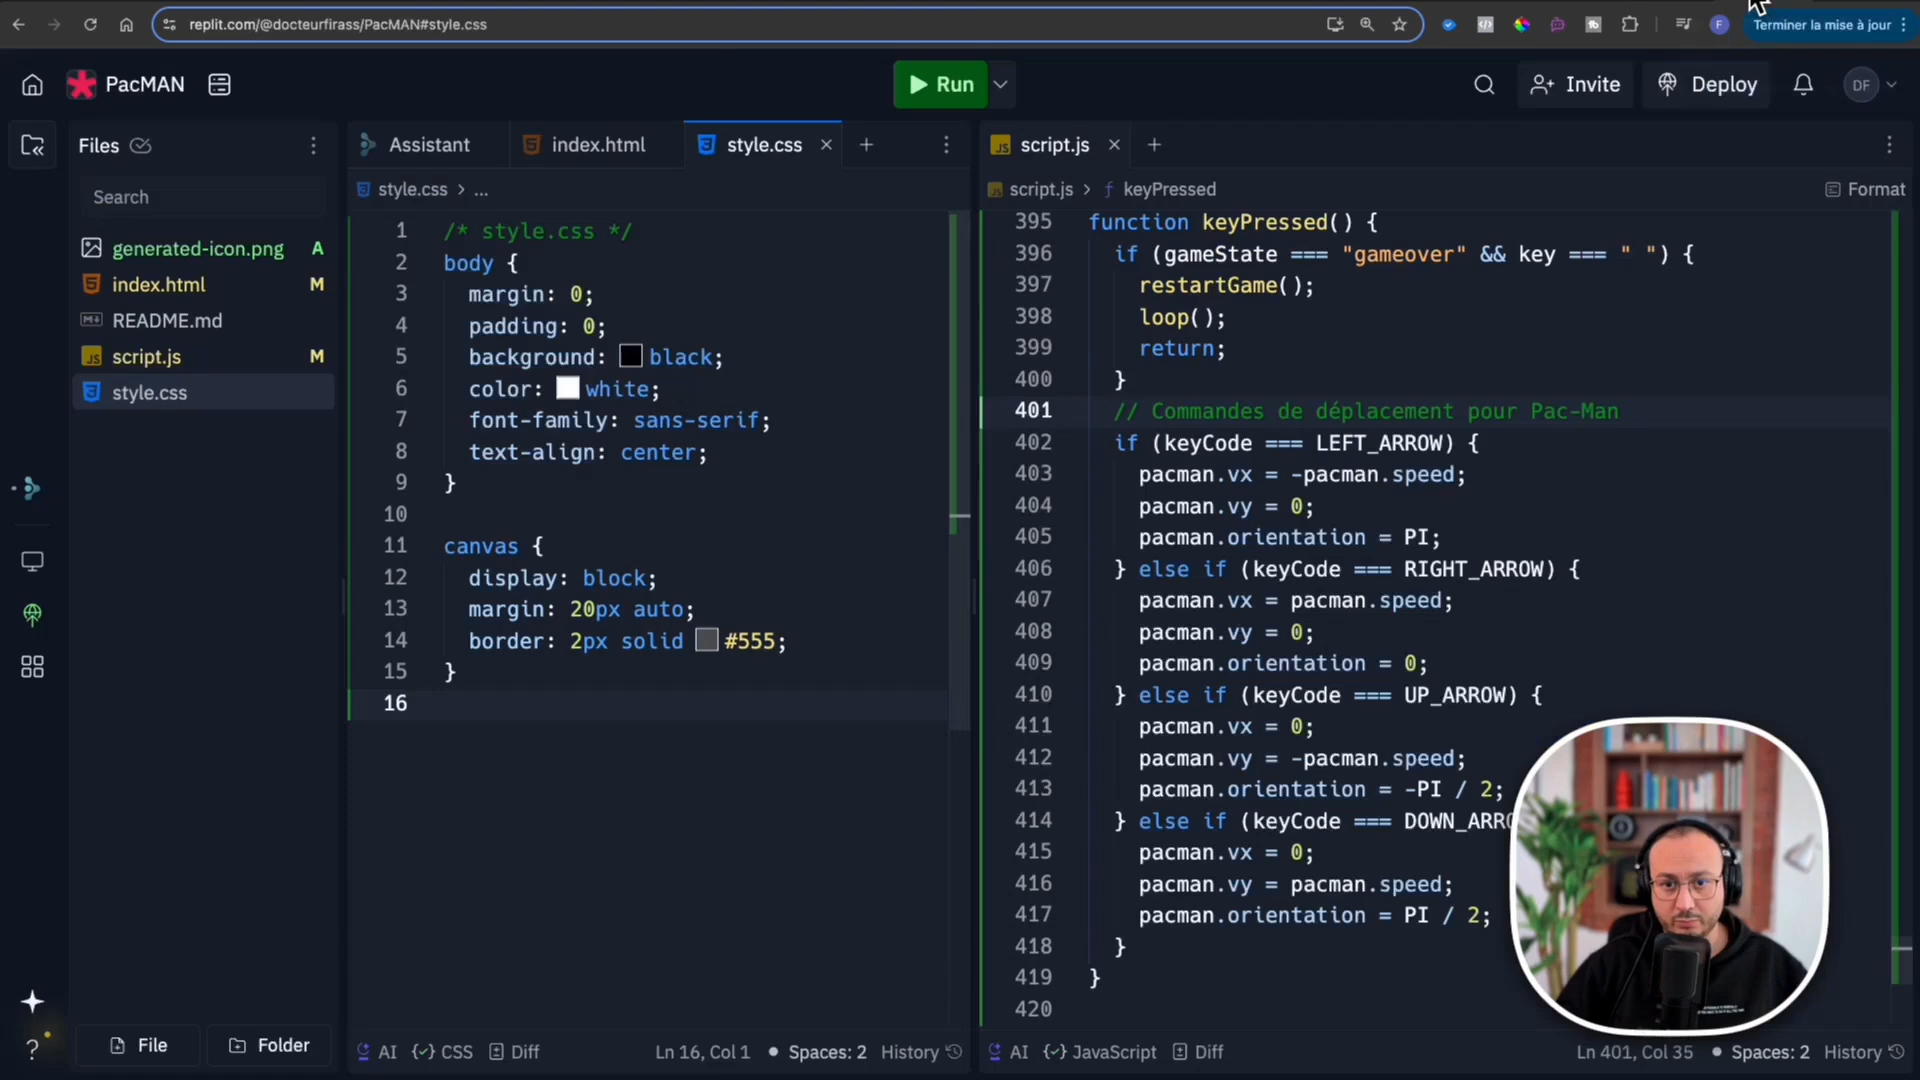 replit.com/@docteurfirass/PacMAN#style.css
F
Terminer la mise à jour
PacMAN
Run
Invite
Deploy
DF
Files
Search
generated-icon.png A
index.html M
README.md
script.js M
style.css
File
Folder
Assistant
index.html
style.css
style.css > ...
1 /* style.css */
2 body {
3 margin: 0;
4 padding: 0;
5 background: black;
6 color: white;
7 font-family: sans-serif;
8 text-align: center;
9 }
10
11 canvas {
12 display: block;
13 margin: 20px auto;
14 border: 2px solid #555;
15 }
16
AI CSS Diff Ln 16, Col 1 Spaces: 2 History
script.js
script.js > f keyPressed Format
395 function keyPressed() {
396 if (gameState === "gameover" && key === " ") {
397 restartGame();
398 loop();
399 return;
400 }
401 // Commandes de déplacement pour Pac-Man
402 if (keyCode === LEFT_ARROW) {
403 pacman.vx = -pacman.speed;
404 pacman.vy = 0;
405 pacman.orientation = PI;
406 } else if (keyCode === RIGHT_ARROW) {
407 pacman.vx = pacman.speed;
408 pacman.vy = 0;
409 pacman.orientation = 0;
410 } else if (keyCode === UP_ARROW) {
411 pacman.vx = 0;
412 pacman.vy = -pacman.speed;
413 pacman.orientation = -PI / 2;
414 } else if (keyCode === DOWN_ARRO
415 pacman.vx = 0;
416 pacman.vy = pacman.speed;
417 pacman.orientation = PI / 2;
418 }
419 }
420
AI JavaScript Diff Ln 401, Col 35 Spaces: 2 History